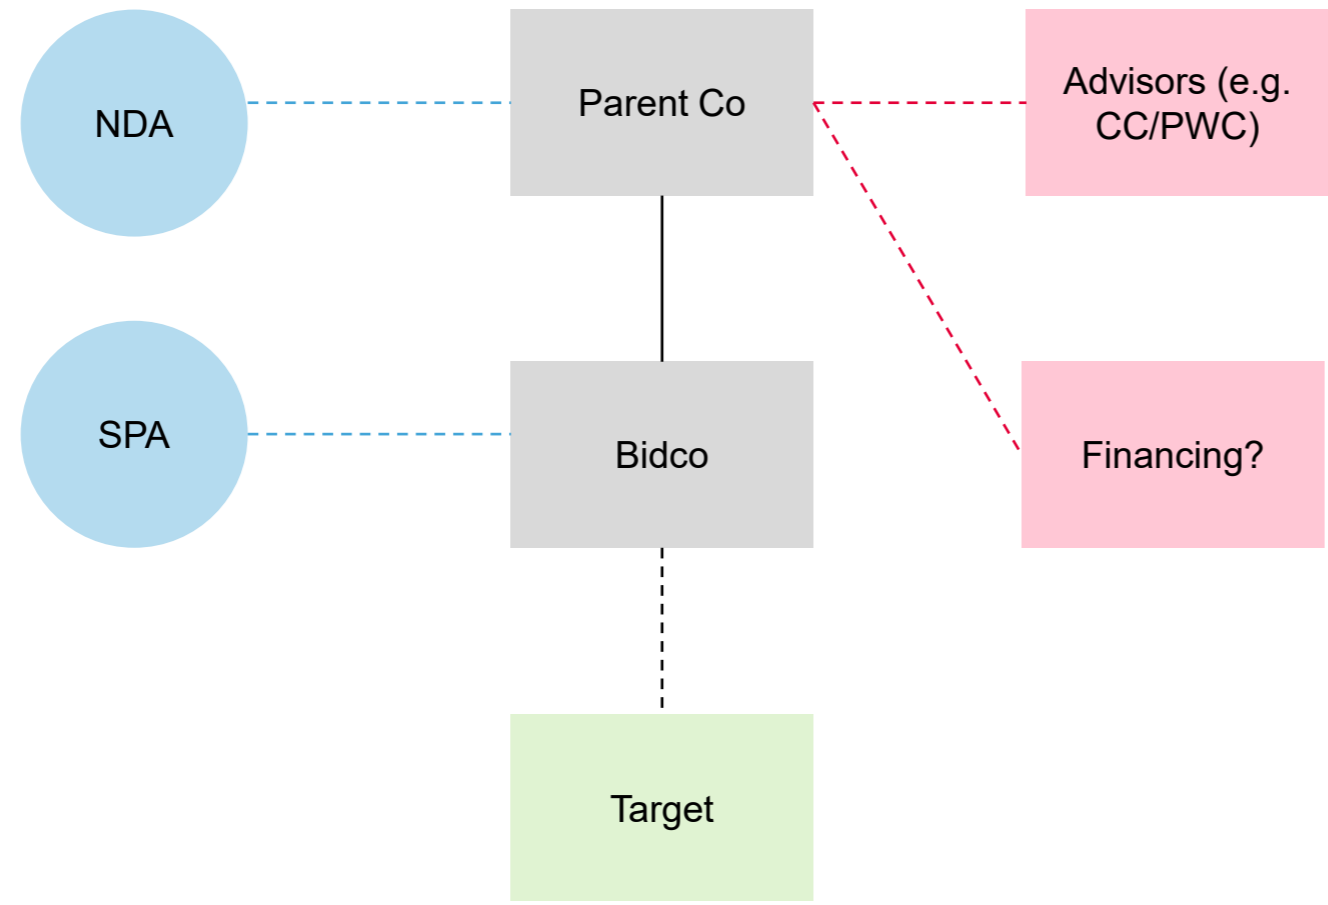 NDA
Parent Co
Advisors (e.g.
CC/PWC)
SPA
Bidco
Financing?
Target